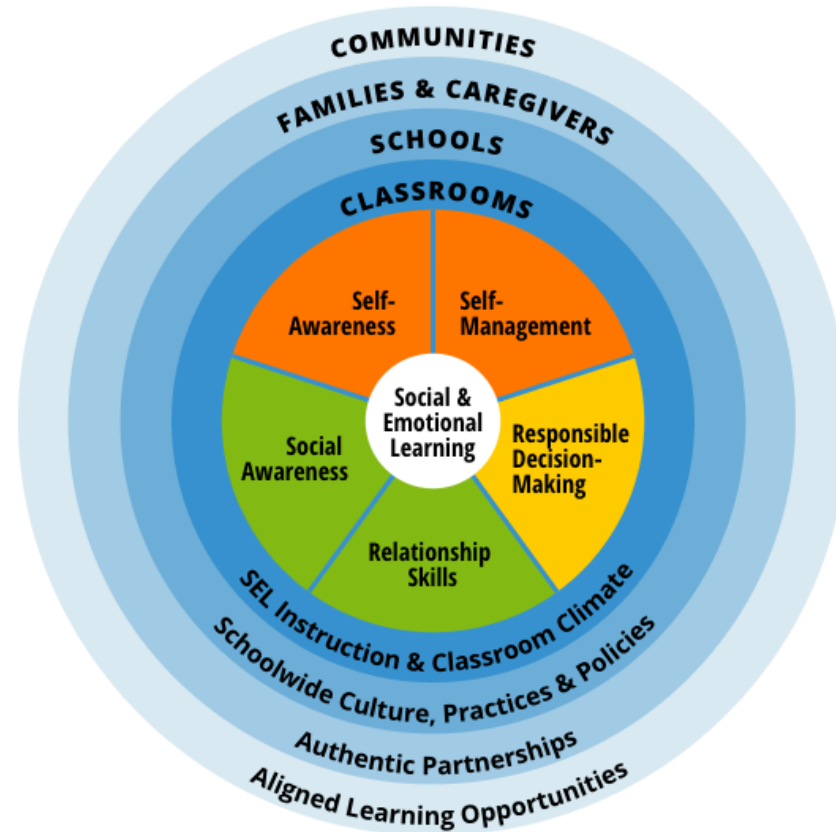 COMMUNITIES
FAMILIES & CAREGIVERS
SCHOOLS
CLASSROOMS
Self-
Awareness
Self-
Management
Social &
Emotional
Learning
Social
Awareness
Responsible
Decision-
Making
Relationship
Skills
SEL Instruction & Classroom Climate
Schoolwide Culture, Practices & Policies
Authentic Partnerships
Aligned Learning Opportunities